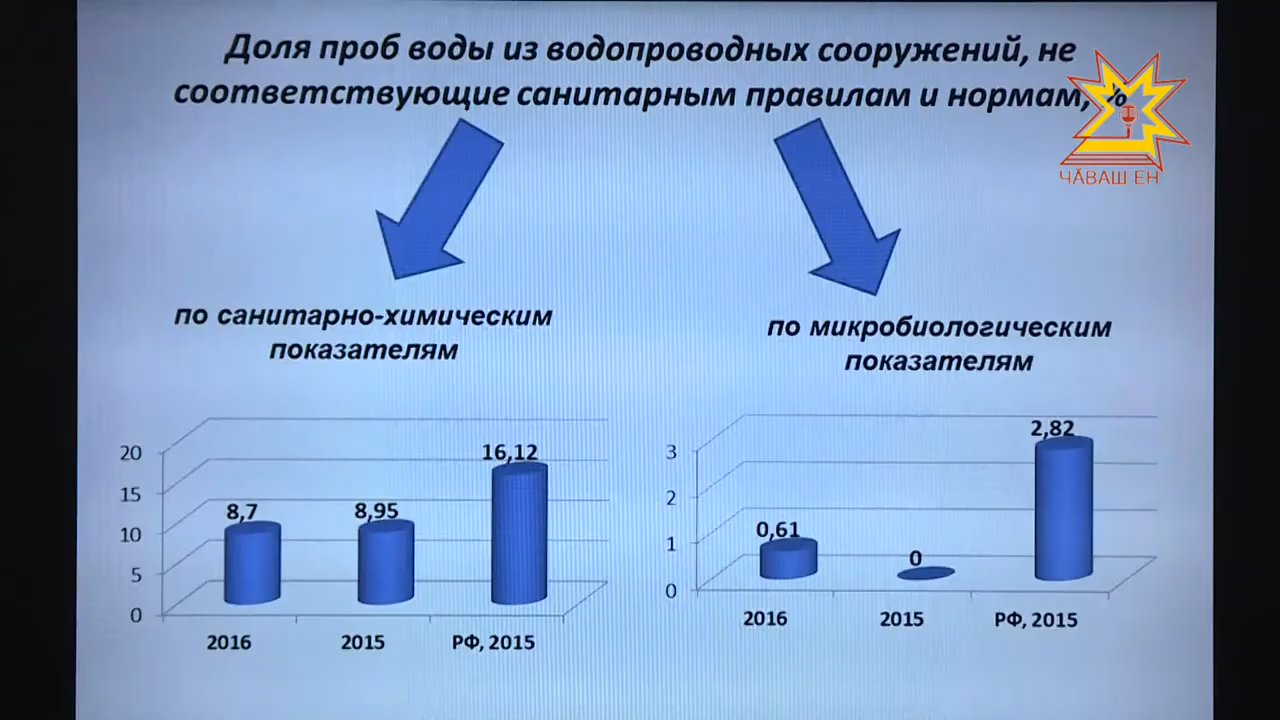 Доля проб воды из водопроводных сооружений, не
соответствующие санитарным правилам и нормам, %
ЧӐВАШ ЕН
по санитарно-химическим
показателям
по микробиологическим
показателям
20
15
10
5
0
8,7
8,95
16,12
2016
2015
РФ, 2015
3
2
1
0
0,61
0
2,82
2016
2015
РФ, 2015